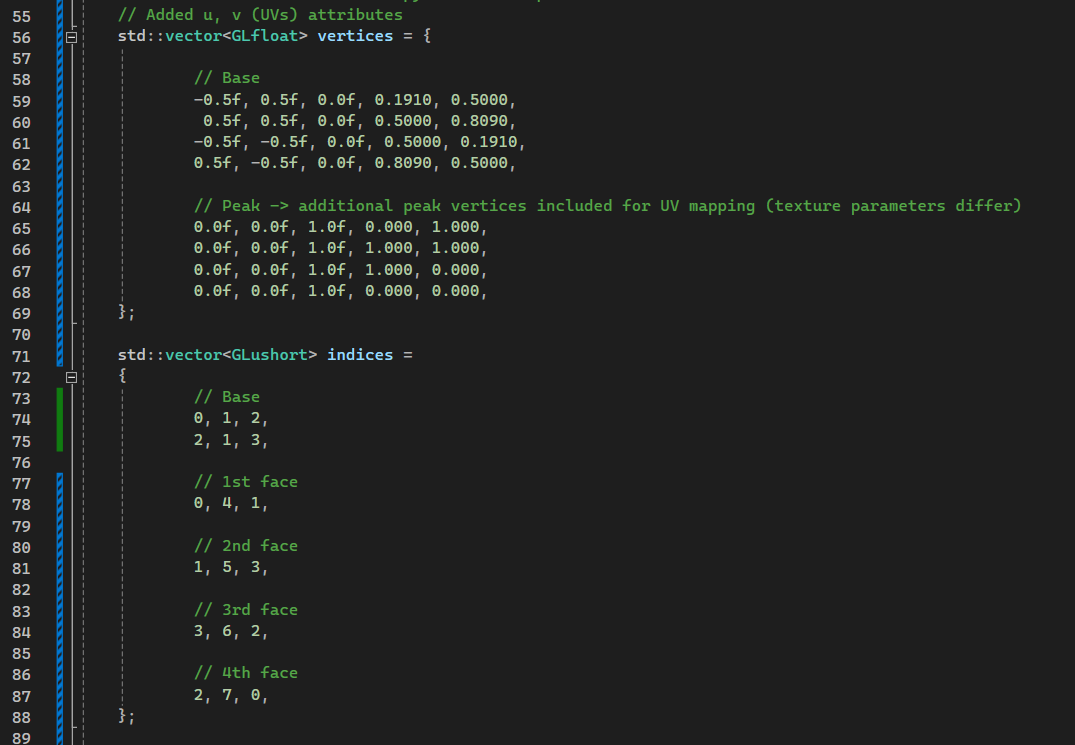 55 // Added u, v (UVs) attributes
56 std::vector<GLfloat> vertices = {
57
58 // Base
59 -0.5f, 0.5f, 0.0f, 0.1910, 0.5000,
60 0.5f, 0.5f, 0.0f, 0.5000, 0.8090,
61 -0.5f, -0.5f, 0.0f, 0.5000, 0.1910,
62 0.5f, -0.5f, 0.0f, 0.8090, 0.5000,
63
64 // Peak -> additional peak vertices included for UV mapping (texture parameters differ)
65 0.0f, 0.0f, 1.0f, 0.000, 1.000,
66 0.0f, 0.0f, 1.0f, 1.000, 1.000,
67 0.0f, 0.0f, 1.0f, 1.000, 0.000,
68 0.0f, 0.0f, 1.0f, 0.000, 0.000,
69 };
70
71 std::vector<GLushort> indices =
72 {
73 // Base
74 0, 1, 2,
75 2, 1, 3,
76
77 // 1st face
78 0, 4, 1,
79
80 // 2nd face
81 1, 5, 3,
82
83 // 3rd face
84 3, 6, 2,
85
86 // 4th face
87 2, 7, 0,
88 };
89